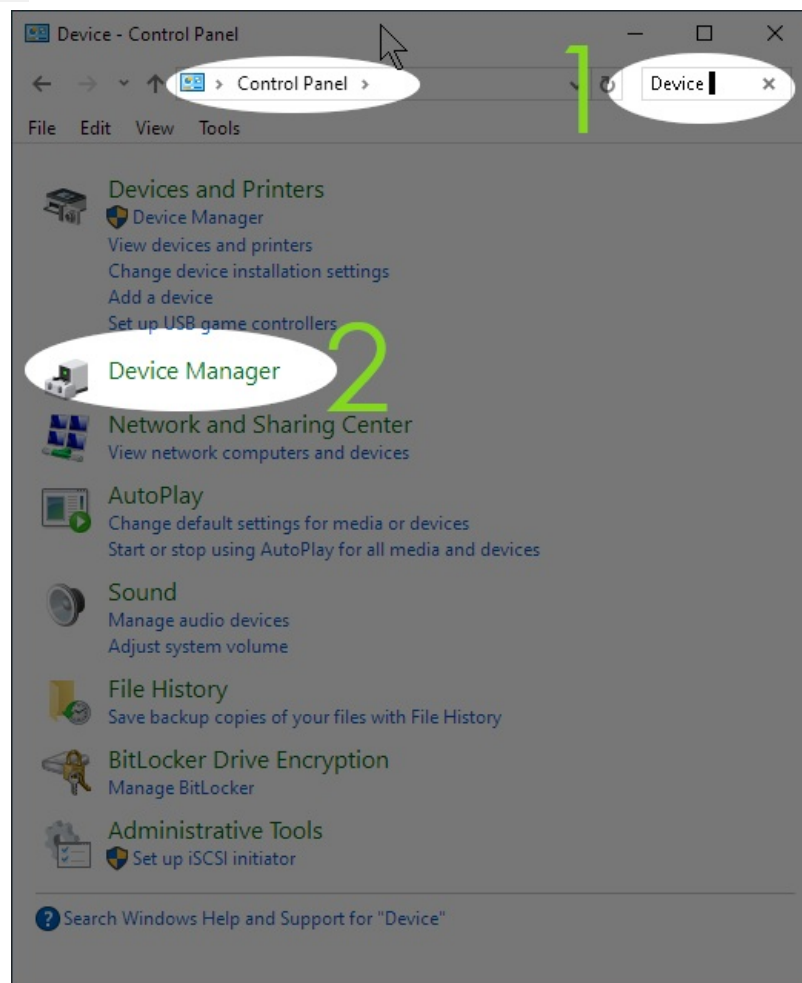 Device - Control Panel
Control Panel
1
Device
File Edit View Tools
Devices and Printers
Device Manager
View devices and printers
Change device installation settings
Add a device
Set up USB game controllers
Device Manager
2
Network and Sharing Center
View network computers and devices
AutoPlay
Change default settings for media or devices
Start or stop using AutoPlay for all media and devices
Sound
Manage audio devices
Adjust system volume
File History
Save backup copies of your files with File History
BitLocker Drive Encryption
Manage BitLocker
Administrative Tools
Set up iSCSI initiator
Search Windows Help and Support for "Device"